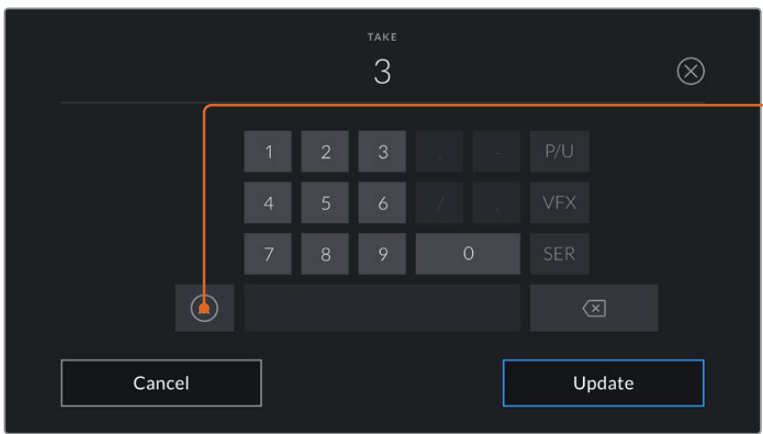 TAKE
3
1 2 3 . - P/U
4 5 6 / , VFX
7 8 9 0 SER
Cancel Update